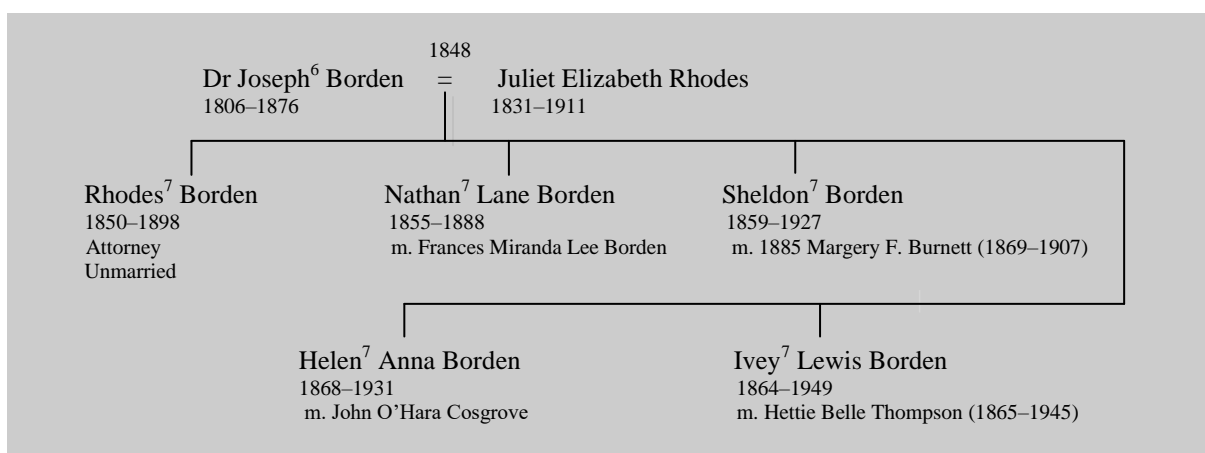 1848
Dr Joseph⁶ Borden = Juliet Elizabeth Rhodes
1806–1876 1831–1911
Rhodes⁷ Borden Nathan⁷ Lane Borden Sheldon⁷ Borden
1850–1898 1855–1888 1859–1927
Attorney m. Frances Miranda Lee Borden m. 1885 Margery F. Burnett (1869–1907)
Unmarried
Helen⁷ Anna Borden Ivey⁷ Lewis Borden
1868–1931 1864–1949
m. John O'Hara Cosgrove m. Hettie Belle Thompson (1865–1945)